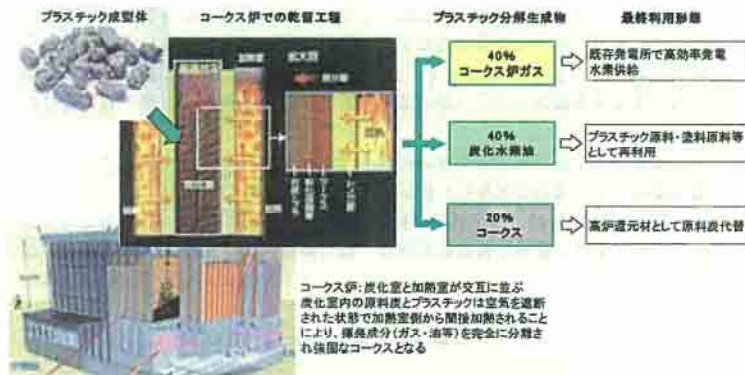 プラスチック成型体
コークス炉での乾留工程
プラスチック分解生成物
最終利用形態
拡大図
加熱室
40%
コークス炉ガス
既存発電所で高効率発電
水素供給
40%
炭化水素油
プラスチック原料・塗料原料等
として再利用
20%
コークス
高炉還元材として原料炭代替
コークス炉:炭化室と加熱室が交互に並ぶ
炭化室内の原料炭とプラスチックは空気を遮断
された状態で加熱室側から間接加熱されること
により、揮発成分(ガス・油等)を完全に分離さ
れ強固なコークスとなる